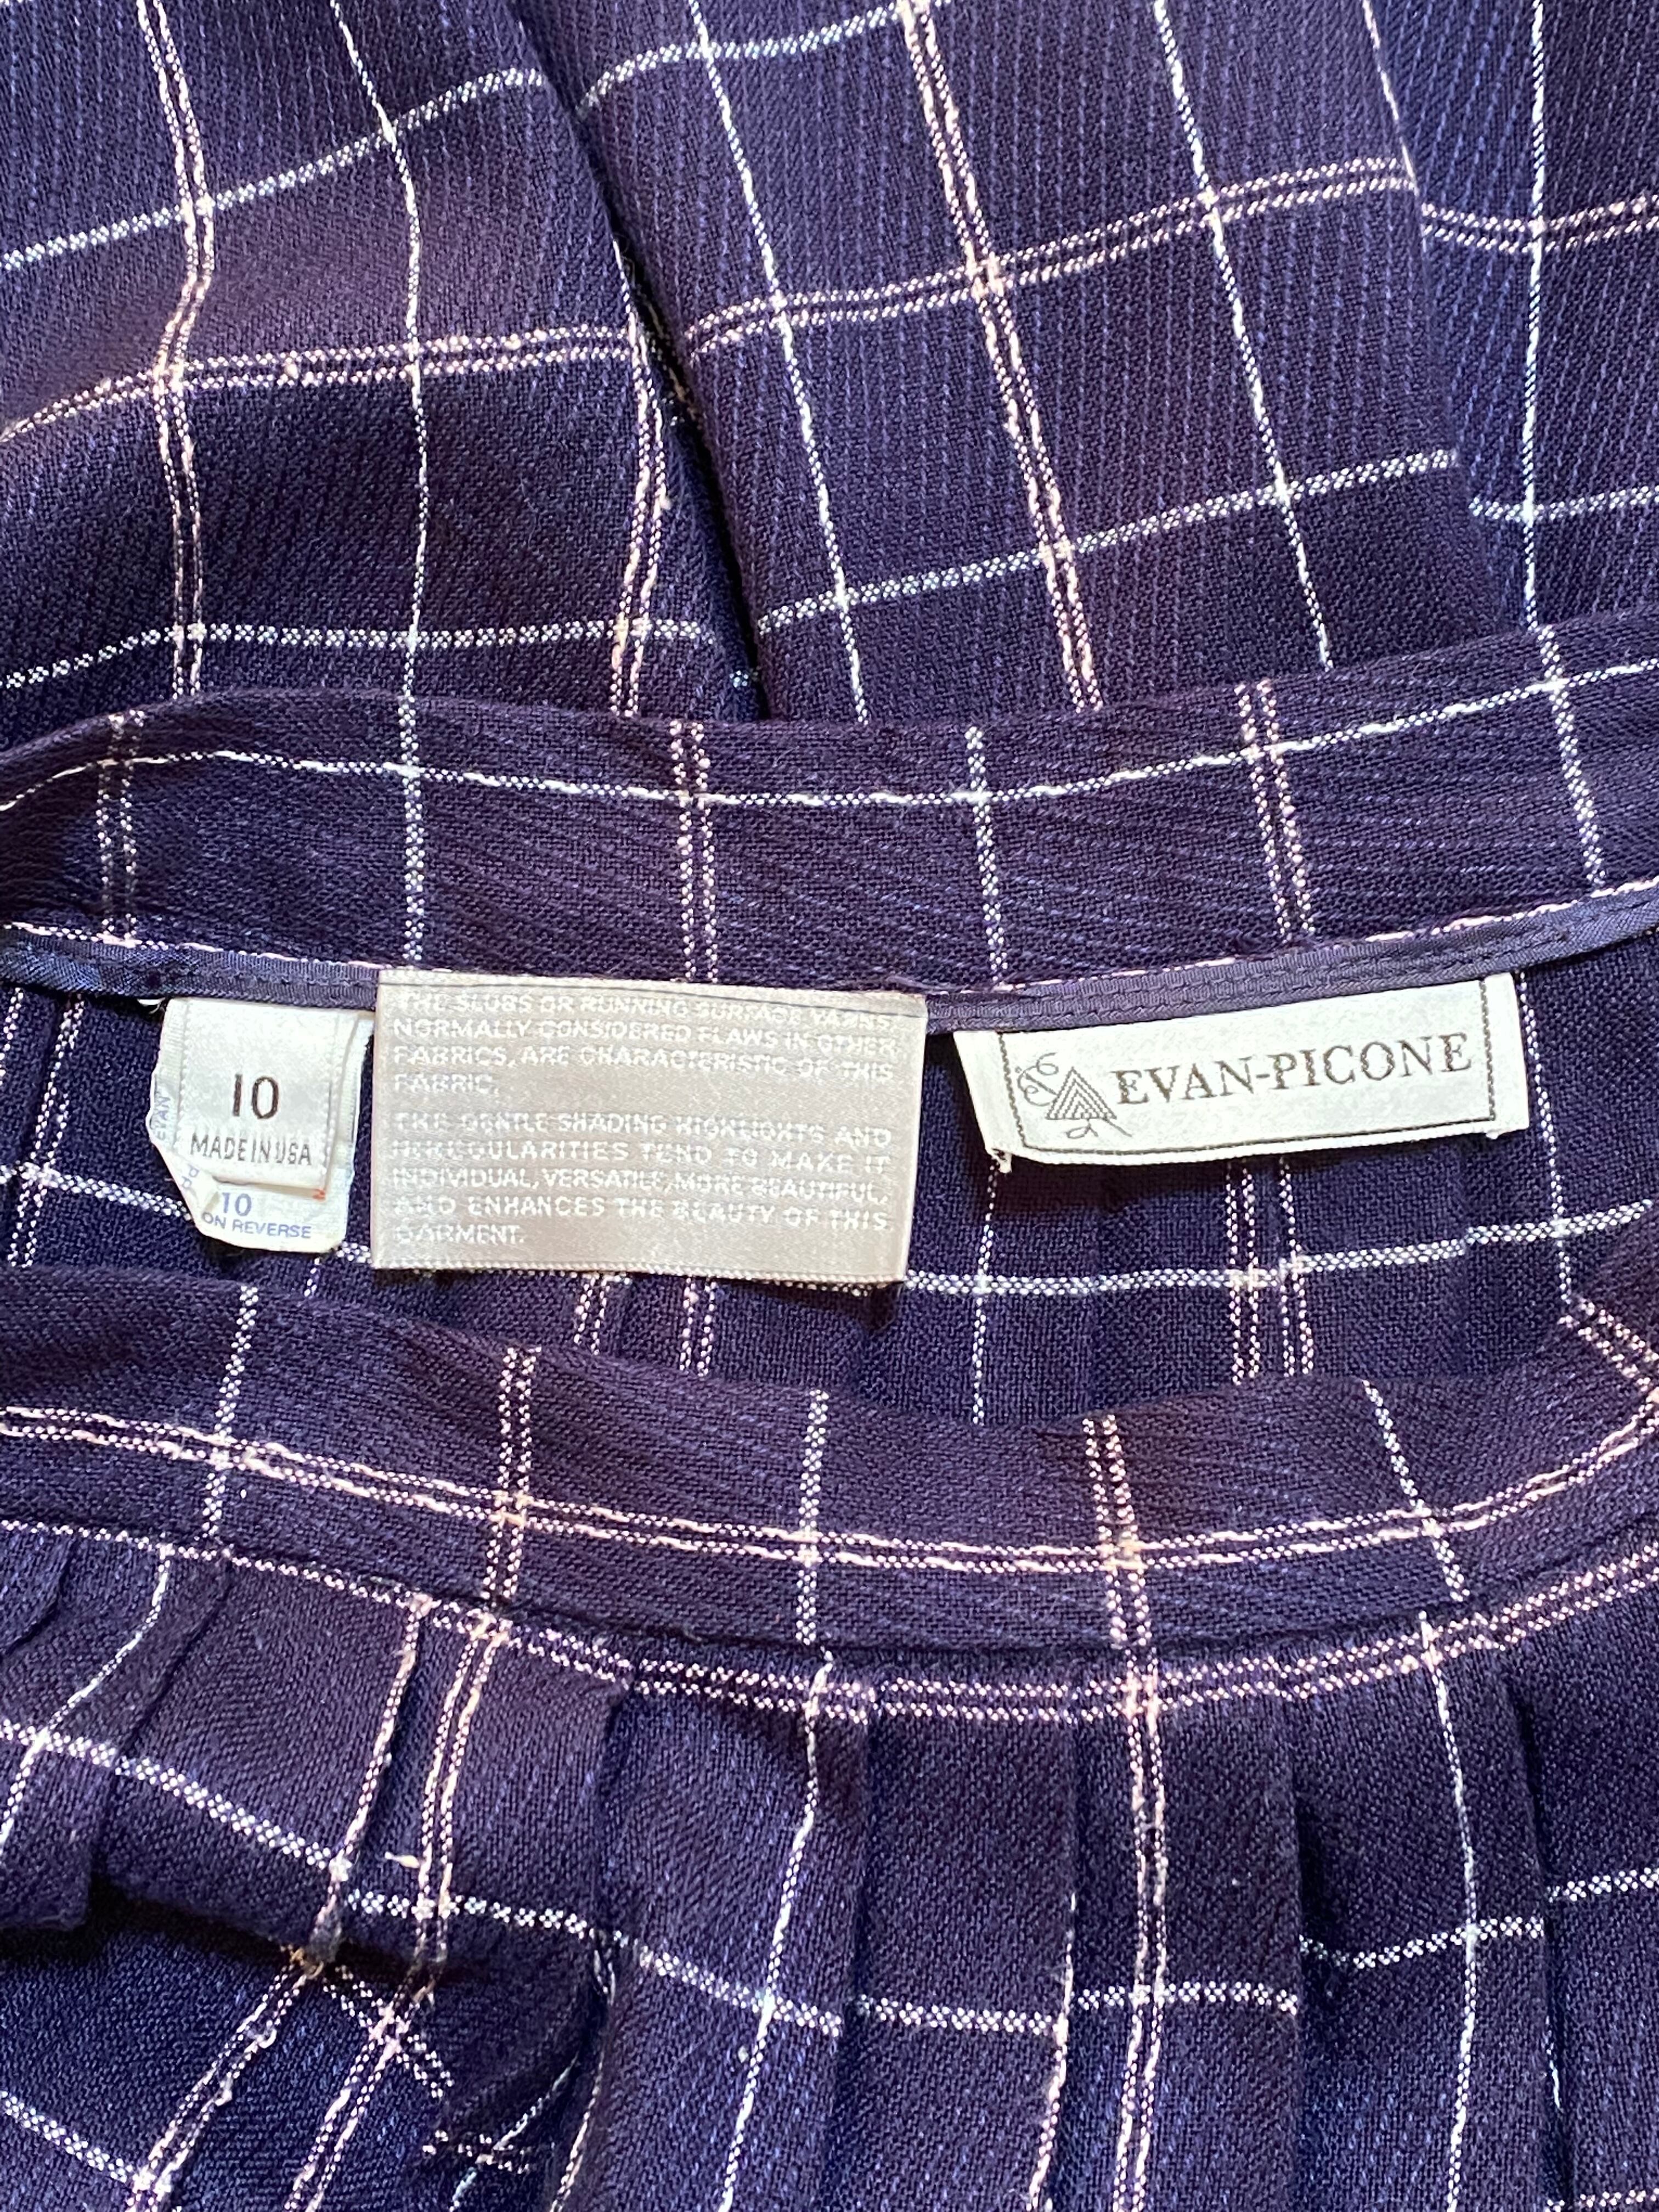 10
MADE IN USA
EVAN
10
ON REVERSE
THE SLUBS OR RUNNING SURFACE YARNS,
NORMALLY CONSIDERED FLAWS IN OTHER
FABRICS, ARE CHARACTERISTIC OF THIS
FABRIC.
THE GENTLE SHADING HIGHLIGHTS AND
IRREGULARITIES TEND TO MAKE IT
INDIVIDUAL, VERSATILE, MORE BEAUTIFUL,
AND ENHANCES THE BEAUTY OF THIS
GARMENT.
EVAN-PICONE